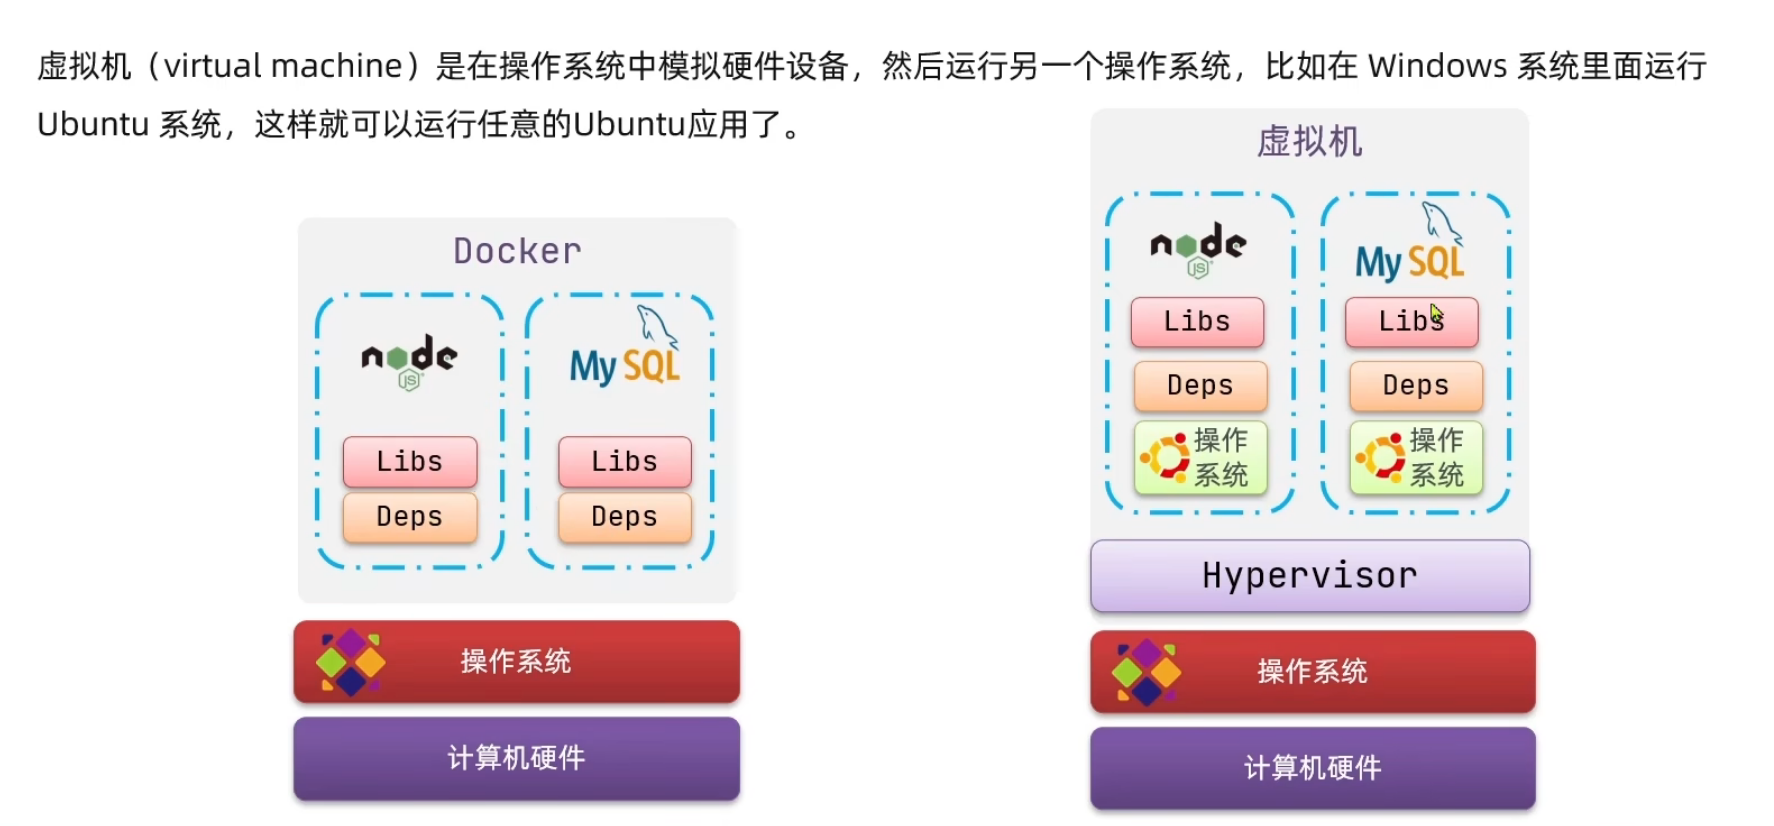 虚拟机（virtual machine）是在操作系统中模拟硬件设备，然后运行另一个操作系统，比如在 Windows 系统里面运行
Ubuntu 系统，这样就可以运行任意的Ubuntu应用了。
Docker
node
JS
MySQL
Libs
Libs
Deps
Deps
操作系统
计算机硬件
虚拟机
node
JS
MySQL
Libs
Libs
Deps
Deps
操作
系统
操作
系统
Hypervisor
操作系统
计算机硬件